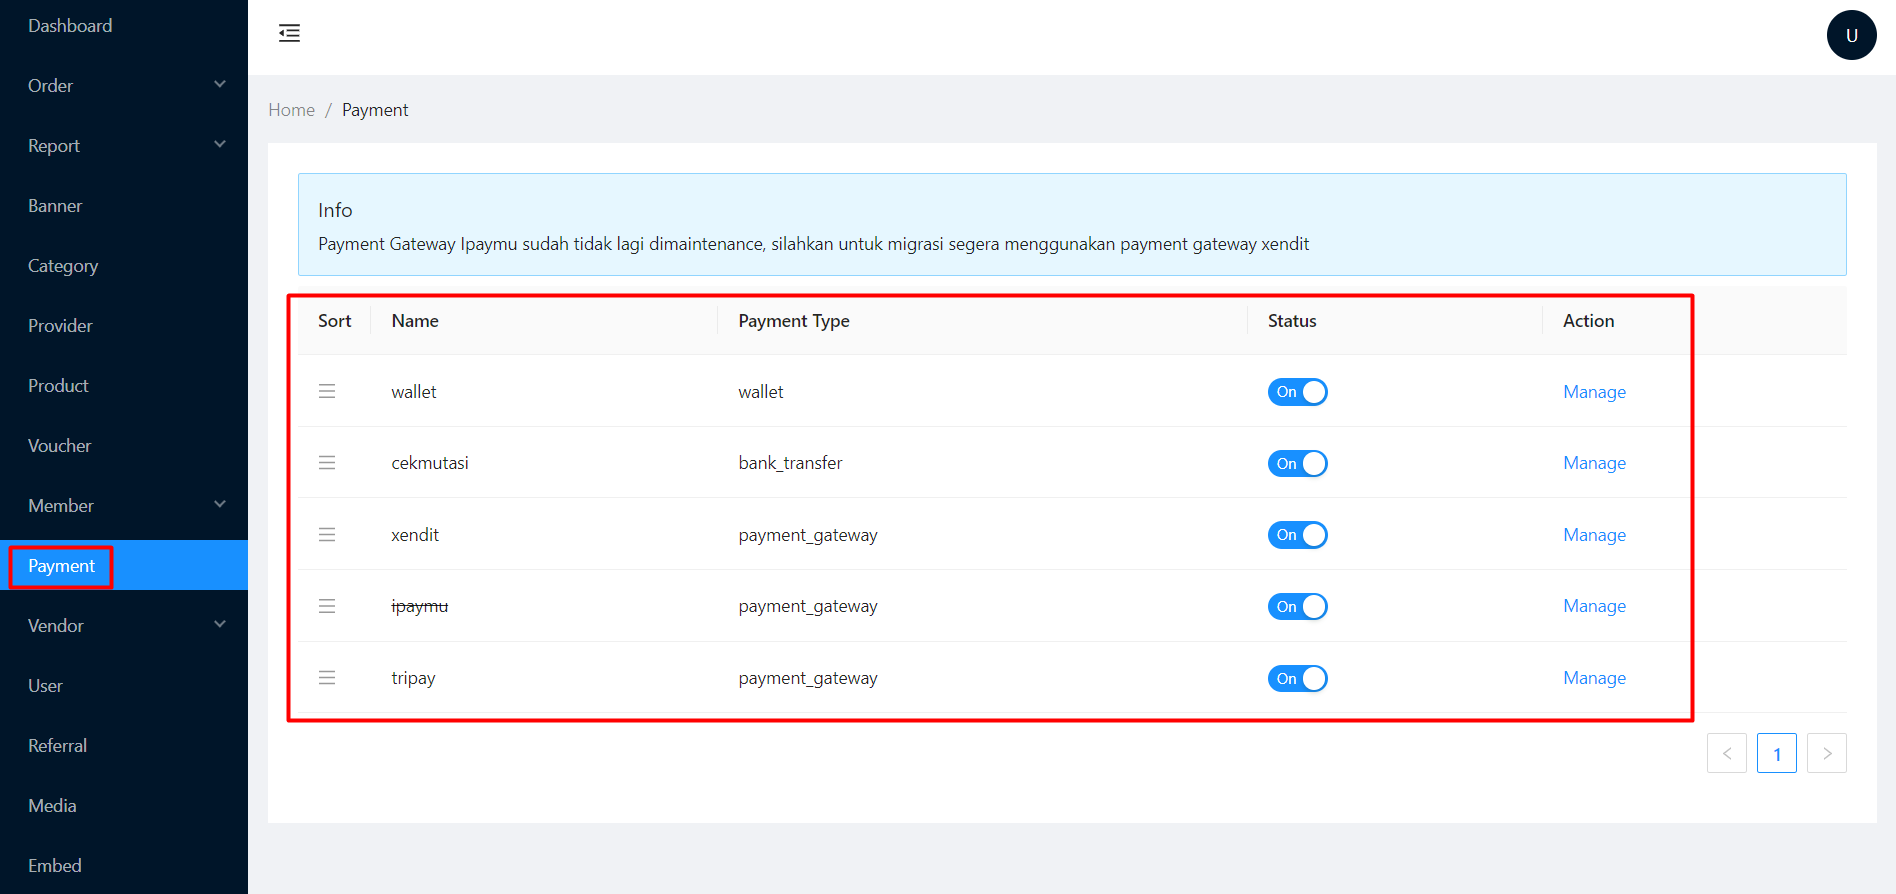 Dashboard
Order
Report
Banner
Category
Provider
Product
Voucher
Member
Payment
Vendor
User
Referral
Media
Embed
U
Home / Payment
Info
Payment Gateway Ipaymu sudah tidak lagi dimaintenance, silahkan untuk migrasi segera menggunakan payment gateway xendit
Sort Name Payment Type Status Action
wallet wallet On Manage
cekmutasi bank_transfer On Manage
xendit payment_gateway On Manage
ipaymu payment_gateway On Manage
tripay payment_gateway On Manage
< 1 >